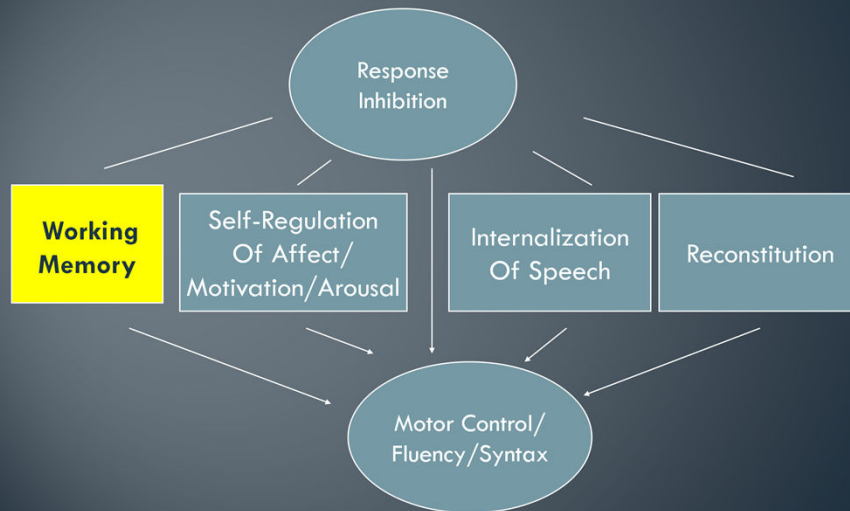 Response
Inhibition
Working
Memory
Self-Regulation
Of Affect/
Motivation/Arousal
Internalization
Of Speech
Reconstitution
Motor Control/
Fluency/Syntax